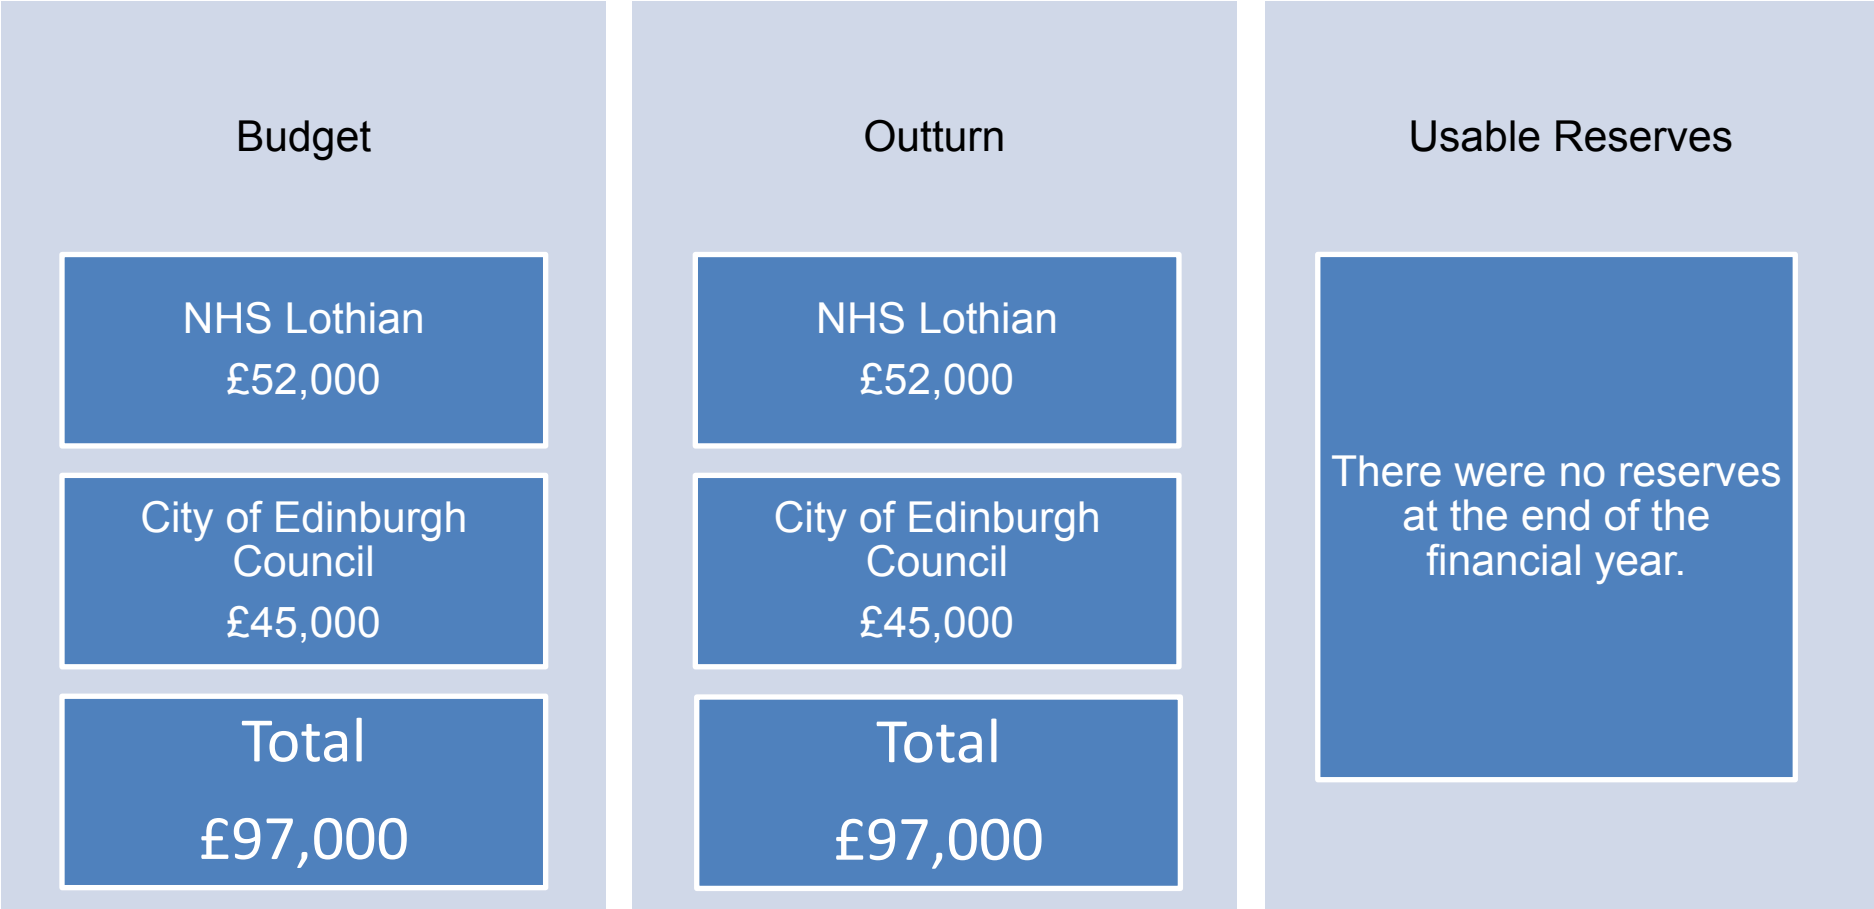 Budget
NHS Lothian
£52,000
City of Edinburgh
Council
£45,000
Total
£97,000
Outturn
NHS Lothian
£52,000
City of Edinburgh
Council
£45,000
Total
£97,000
Usable Reserves
There were no reserves
at the end of the
financial year.